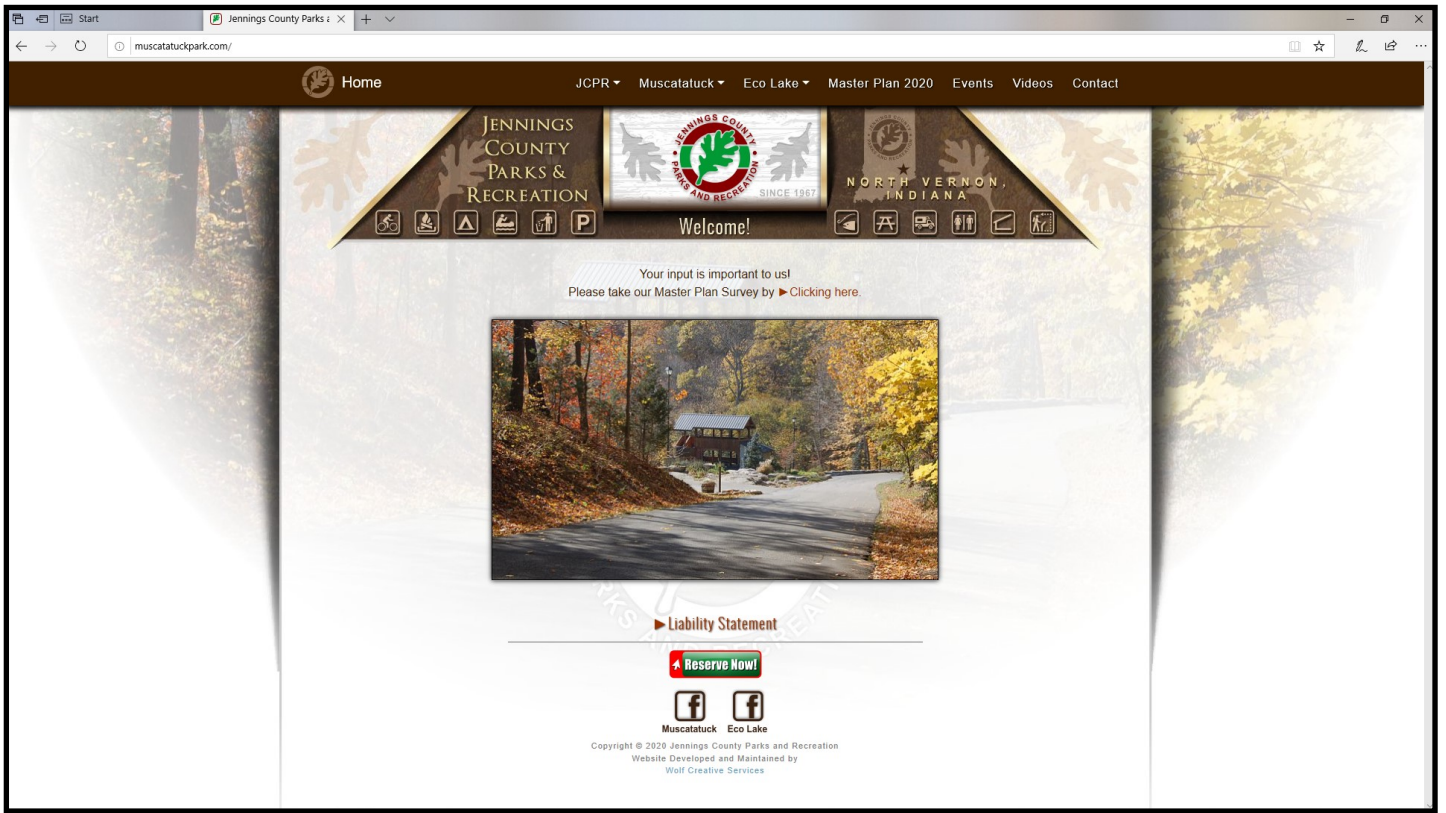 Start
Jennings County Parks a
muscatatuckpark.com/
Home
JCPR
Muscatatuck
Eco Lake
Master Plan 2020
Events
Videos
Contact
JENNINGS
COUNTY
PARKS &
RECREATION
JENNINGS COUNTY
PARKS AND RECREATION
SINCE 1967
NORTH VERNON,
INDIANA
P
Welcome!
Your input is important to us!
Please take our Master Plan Survey by ►Clicking here.
PARKS AND RECREATION
►Liability Statement
Reserve Now!
Muscatatuck
Eco Lake
Copyright © 2020 Jennings County Parks and Recreation
Website Developed and Maintained by
Wolf Creative Services